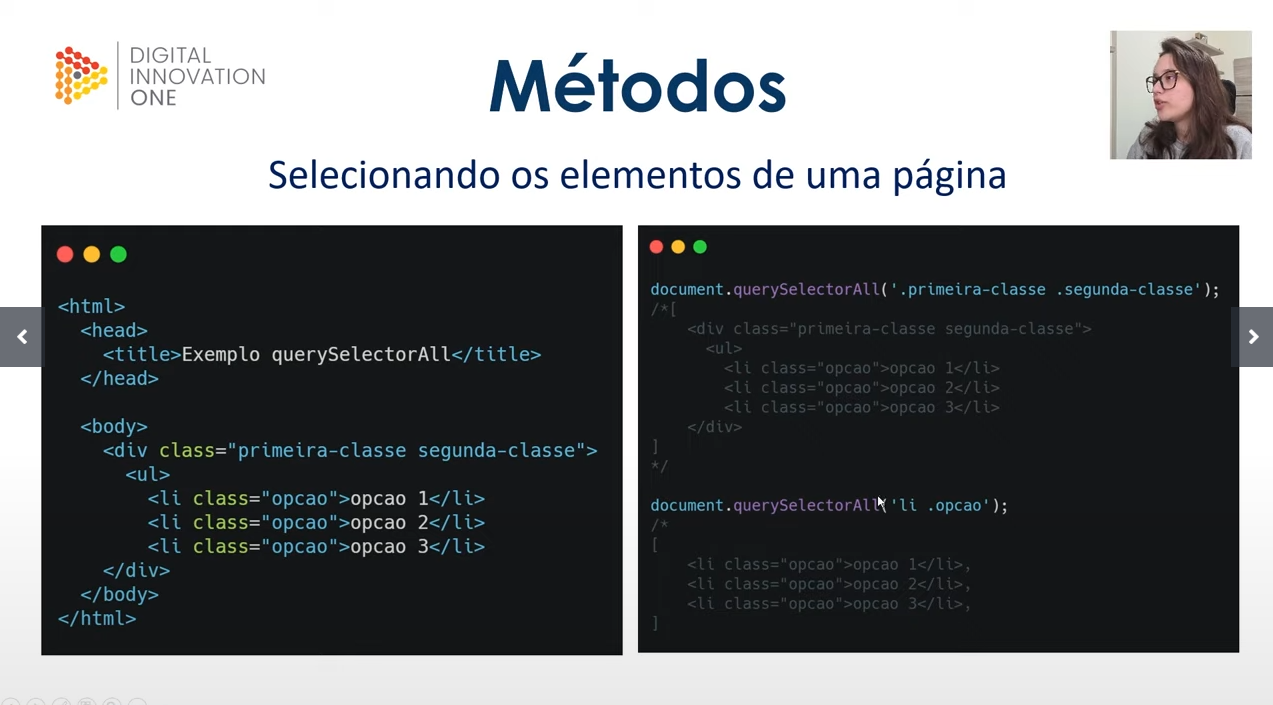 DIGITAL
INNOVATION
ONE
Métodos
Selecionando os elementos de uma página
<html>
<head>
<title>Exemplo querySelectorAll</title>
</head>
<body>
<div class="primeira-classe segunda-classe">
<ul>
<li class="opcao">opcao 1</li>
<li class="opcao">opcao 2</li>
<li class="opcao">opcao 3</li>
</div>
</body>
</html>
document.querySelectorAll('.primeira-classe .segunda-classe');
/*[
<div class="primeira-classe segunda-classe">
<ul>
<li class="opcao">opcao 1</li>
<li class="opcao">opcao 2</li>
<li class="opcao">opcao 3</li>
</div>
]
*/
document.querySelectorAll('li .opcao');
/*
[
<li class="opcao">opcao 1</li>,
<li class="opcao">opcao 2</li>,
<li class="opcao">opcao 3</li>,
]